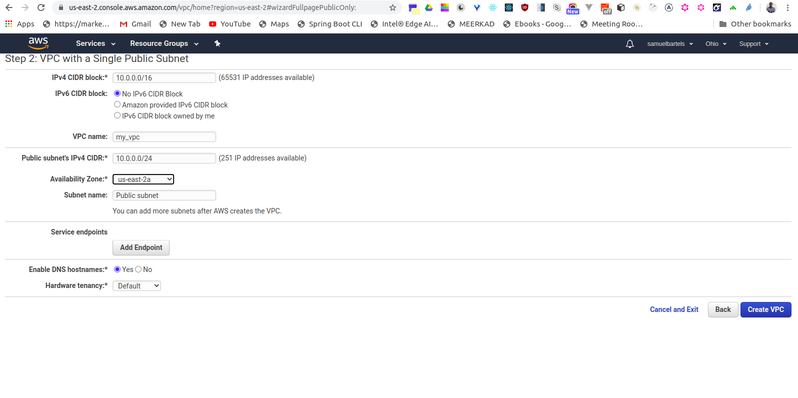 us-east-2.console.aws.amazon.com/vpc/home?region=us-east-2#wizardFullpagePublicOnly:
Apps https://marke... Gmail New Tab YouTube Maps Spring Boot CLI Intel® Edge AI... MEERKAD Ebooks - Goog... Meeting Roo... Other bookmarks
New
off
aws Services Resource Groups samuelbartels Ohio Support
Step 2: VPC with a Single Public Subnet
IPv4 CIDR block:* 10.0.0.0/16 (65531 IP addresses available)
IPv6 CIDR block: No IPv6 CIDR Block
Amazon provided IPv6 CIDR block
IPv6 CIDR block owned by me
VPC name: my_vpc
Public subnet's IPv4 CIDR:* 10.0.0.0/24 (251 IP addresses available)
Availability Zone:* us-east-2a
Subnet name: Public subnet
You can add more subnets after AWS creates the VPC.
Service endpoints
Add Endpoint
Enable DNS hostnames:* Yes No
Hardware tenancy:* Default
Cancel and Exit Back Create VPC